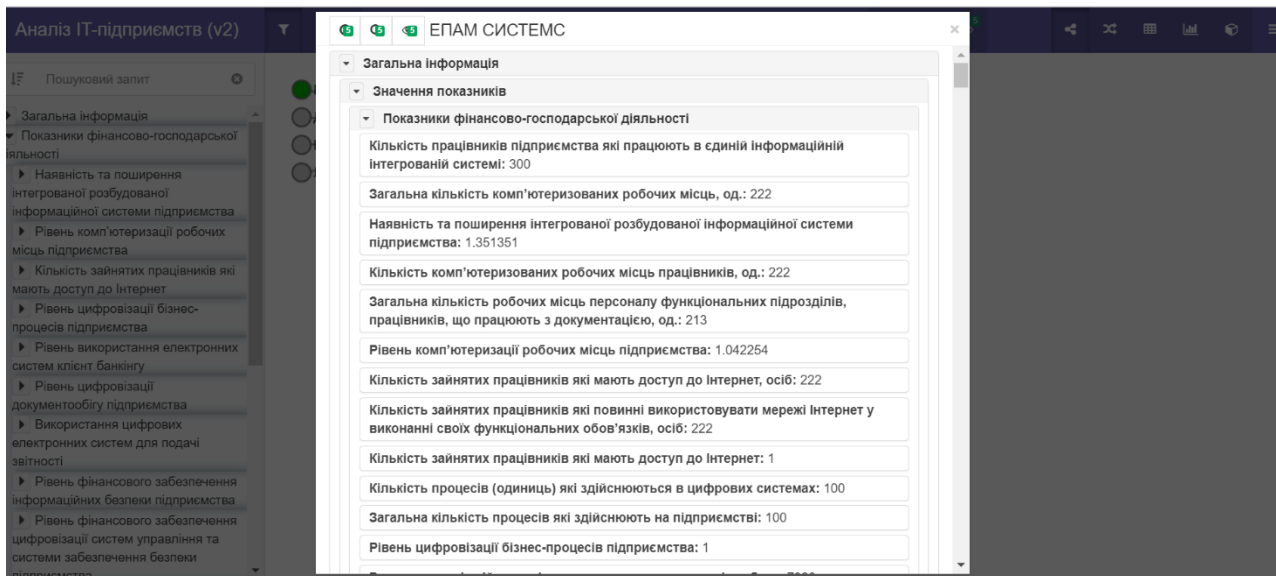 Аналіз ІТ-підприємств (v2)
ЕПАМ СИСТЕМС
×
Пошуковий запит
Загальна інформація
Показники фінансово-господарської
іяльності
Наявність та поширення
інтегрованої розбудованої
інформаційної системи підприємства
Рівень комп'ютеризації робочих
місць підприємства
Кількість зайнятих працівників які
мають доступ до Інтернет
Рівень цифровізації бізнес-
процесів підприємства
Рівень використання електронних
систем клієнт банкінгу
Рівень цифровізації
документообігу підприємства
Використання цифрових
електронних систем для подачі
звітності
Рівень фінансового забезпечення
інформаційних безпеки підприємства
Рівень фінансового забезпечення
цифровізації систем управління та
системи забезпечення безпеки
підприємства
Загальна інформація
Значення показників
Показники фінансово-господарської діяльності
Кількість працівників підприємства які працюють в єдиній інформаційній
інтегрованій системі: 300
Загальна кількість комп'ютеризованих робочих місць, од.: 222
Наявність та поширення інтегрованої розбудованої інформаційної системи
підприємства: 1.351351
Кількість комп'ютеризованих робочих місць працівників, од.: 222
Загальна кількість робочих місць персоналу функціональних підрозділів,
працівників, що працюють з документацією, од.: 213
Рівень комп'ютеризації робочих місць підприємства: 1.042254
Кількість зайнятих працівників які мають доступ до Інтернет, осіб: 222
Кількість зайнятих працівників які повинні використовувати мережі Інтернет у
виконанні своїх функціональних обов'язків, осіб: 222
Кількість зайнятих працівників які мають доступ до Інтернет: 1
Кількість процесів (одиниць) які здійснюються в цифрових системах: 100
Загальна кількість процесів які здійснюють на підприємстві: 100
Рівень цифровізації бізнес-процесів підприємства: 1